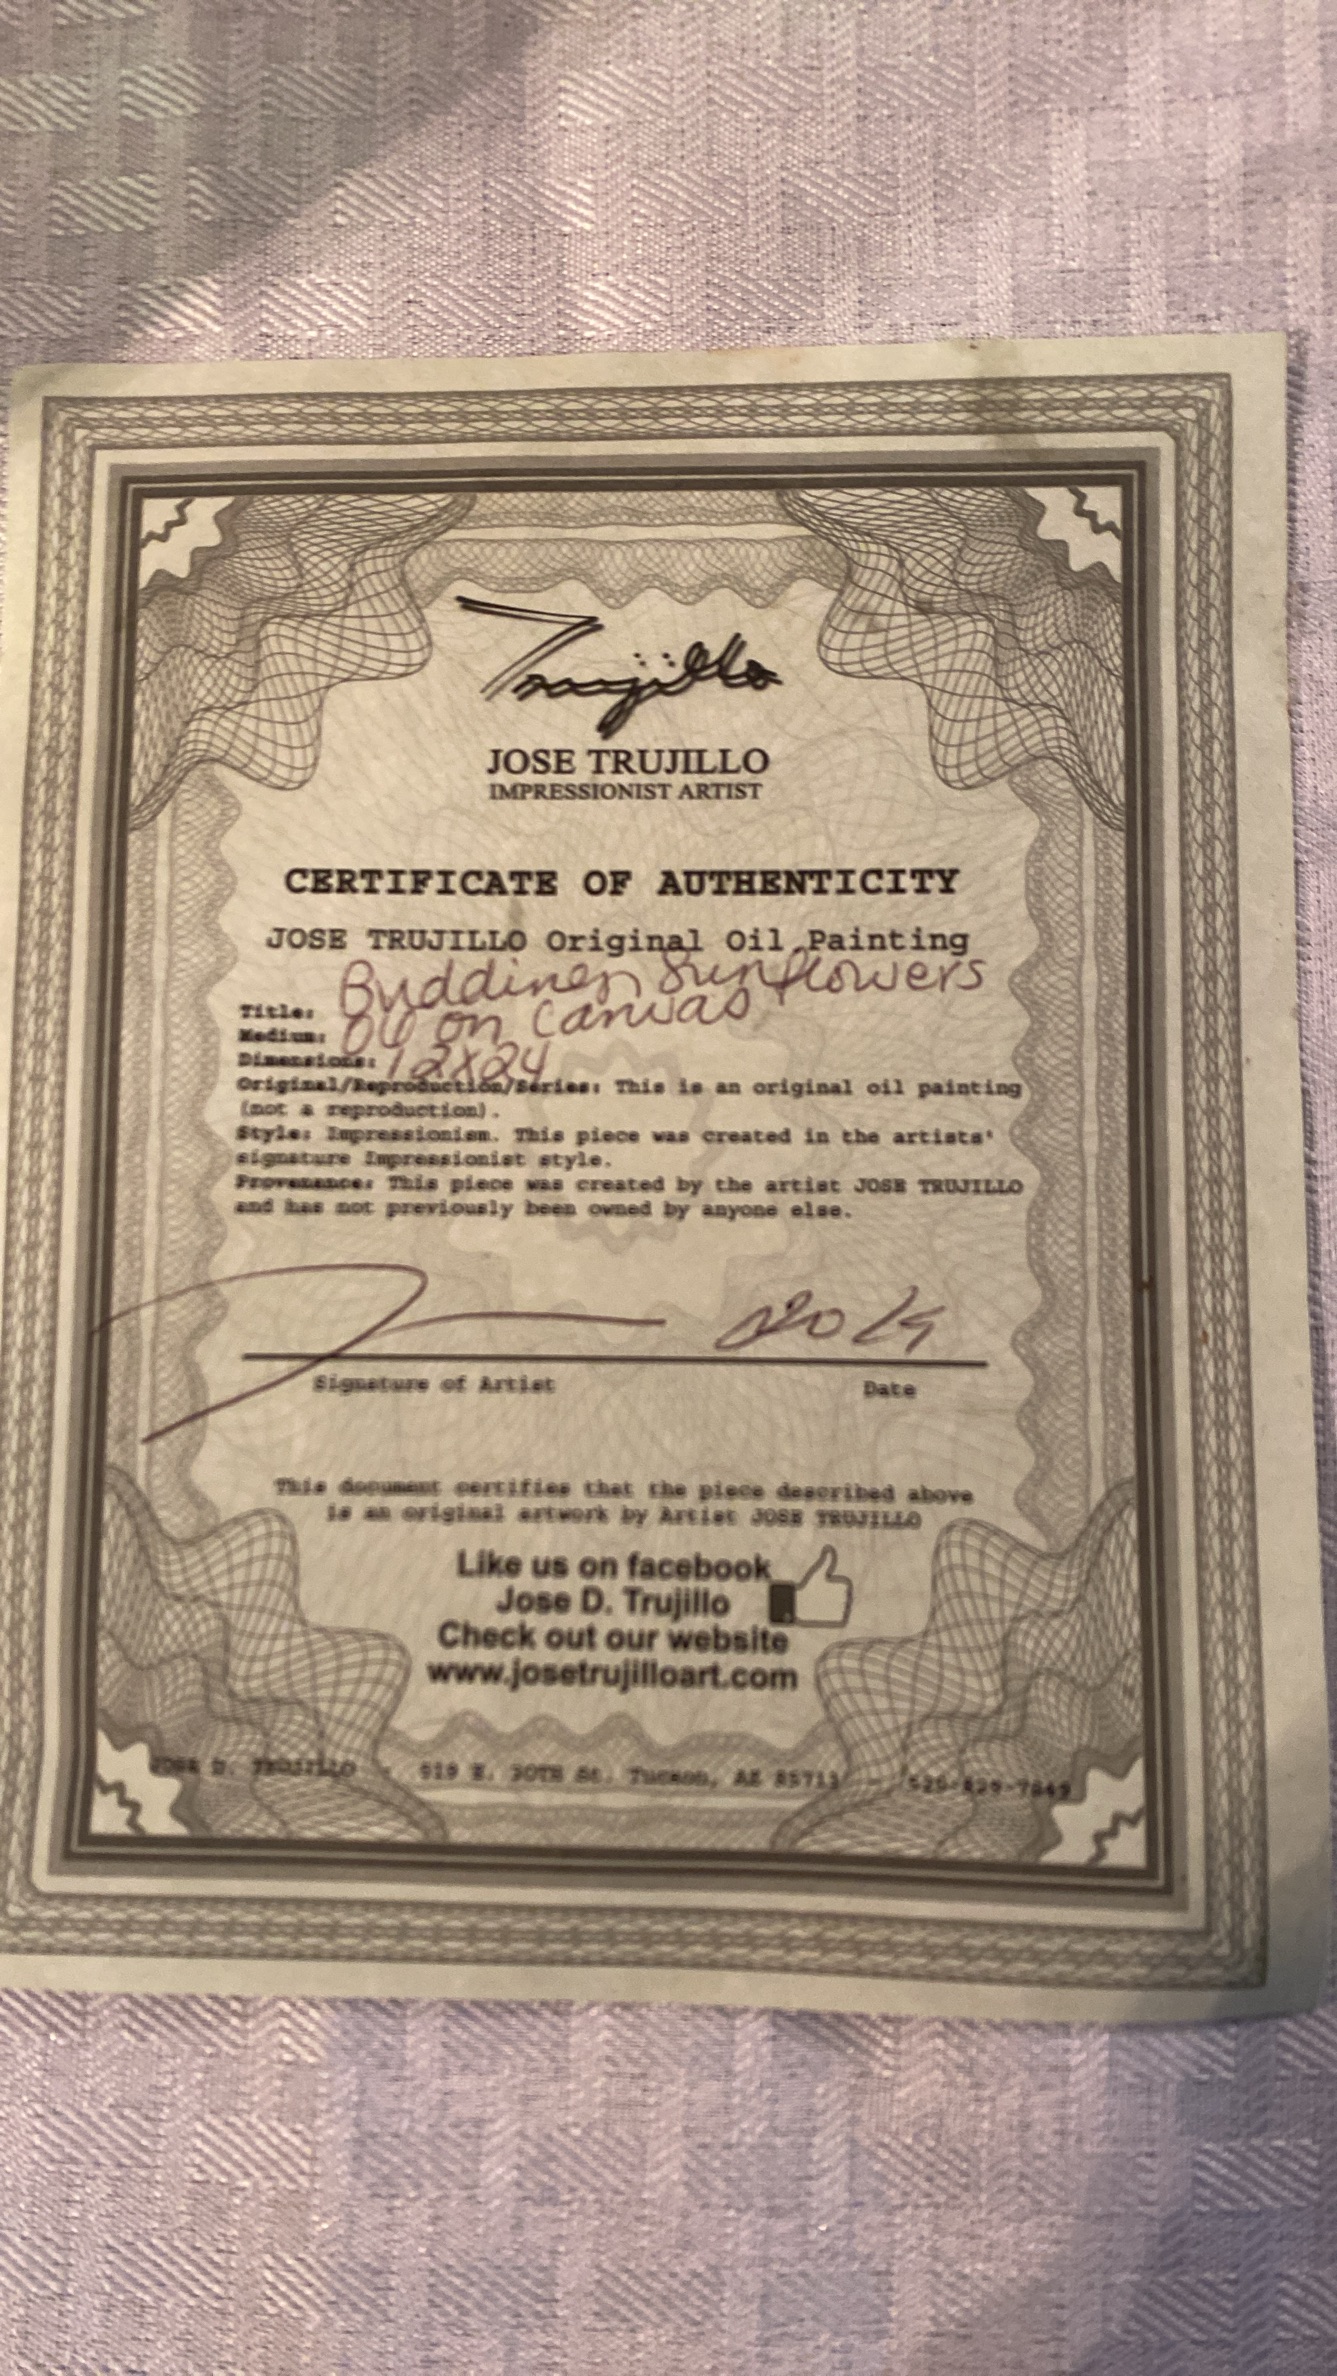 Trujillo
JOSE TRUJILLO
IMPRESSIONIST ARTIST
CERTIFICATE OF AUTHENTICITY
JOSE TRUJILLO Original Oil Painting
Title: Budding Sunflowers
Medium: Oil on Canvas
Dimensions: 12x24
Original/Reproduction/Series: This is an original oil painting
(not a reproduction).
Style: Impressionism. This piece was created in the artists'
signature Impressionist style.
Provenance: This piece was created by the artist JOSE TRUJILLO
and has not previously been owned by anyone else.
Signature of Artist Date
This document certifies that the piece described above
is an original artwork by Artist JOSE TRUJILLO
Like us on facebook
Jose D. Trujillo
Check out our website
www.josetrujilloart.com
JOSE D. TRUJILLO - 919 E. 30TH St. Tucson, AZ 85713 -